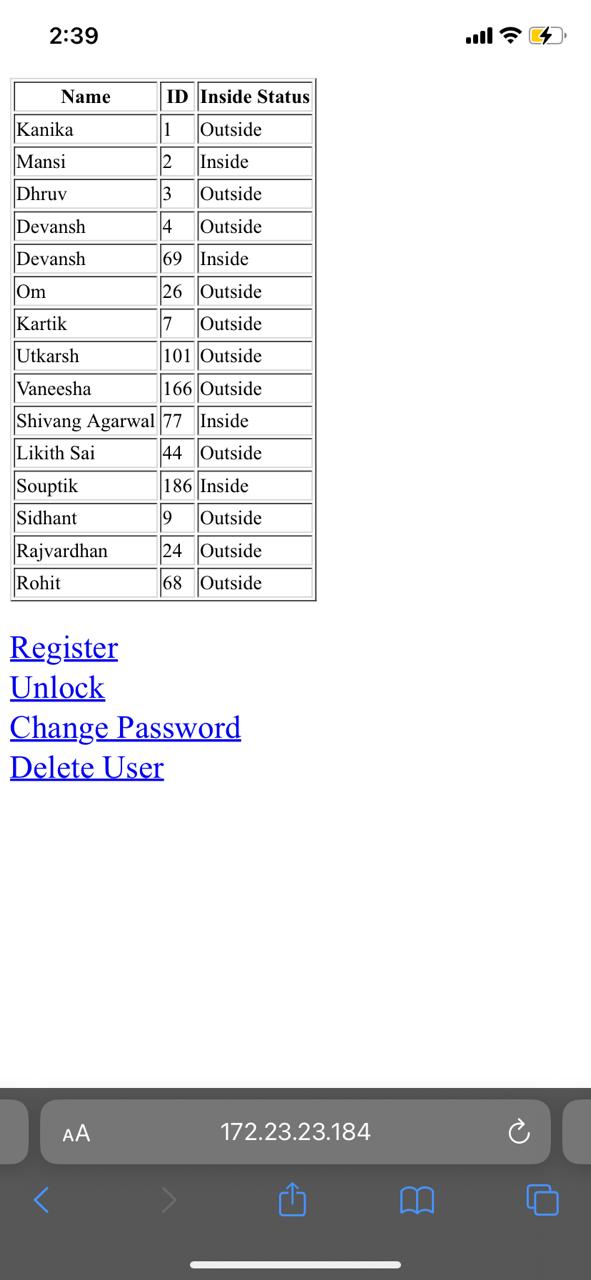 2:39
Name ID Inside Status
Kanika 1 Outside
Mansi 2 Inside
Dhruv 3 Outside
Devansh 4 Outside
Devansh 69 Inside
Om 26 Outside
Kartik 7 Outside
Utkarsh 101 Outside
Vaneesha 166 Outside
Shivang Agarwal 77 Inside
Likith Sai 44 Outside
Souptik 186 Inside
Sidhant 9 Outside
Rajvardhan 24 Outside
Rohit 68 Outside
Register
Unlock
Change Password
Delete User
AA 172.23.23.184